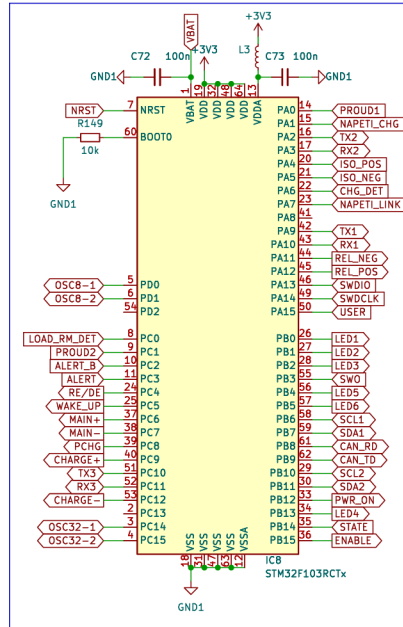 VBAT
+3V3
C72 100n +3V3 L3 C73 100n
GND1 GND1
1 19 32 48 64 13
VBAT VDD VDD VDD VDD VDDA
NRST 7 NRST PA0 14 PROUD1
PA1 15 NAPETI_CHG
R149 60 BOOT0 PA2 16 TX2
10k PA3 17 RX2
PA4 20 ISO_POS
PA5 21 ISO_NEG
GND1 PA6 22 CHG_DET
PA7 23 NAPETI_LINK
PA8 41
PA9 42 TX1
PA10 43 RX1
PA11 44 REL_NEG
PA12 45 REL_POS
OSC8-1 5 PD0 PA13 46 SWDIO
OSC8-2 6 PD1 PA14 49 SWDCLK
54 PD2 PA15 50 USER
LOAD_RM_DET 8 PC0 PB0 26 LED1
PROUD2 9 PC1 PB1 27 LED2
ALERT_B 10 PC2 PB2 28 LED3
ALERT 11 PC3 PB3 55 SWO
RE/DE 24 PC4 PB4 56 LED5
WAKE_UP 25 PC5 PB5 57 LED6
MAIN+ 37 PC6 PB6 58 SCL1
MAIN- 38 PC7 PB7 59 SDA1
PCHG 39 PC8 PB8 61 CAN_RD
CHARGE+ 40 PC9 PB9 62 CAN_TD
TX3 51 PC10 PB10 29 SCL2
RX3 52 PC11 PB11 30 SDA2
CHARGE- 53 PC12 PB12 33 PWR_ON
2 PC13 PB13 34 LED4
OSC32-1 3 PC14 PB14 35 STATE
OSC32-2 4 PC15 PB15 36 ENABLE
VSS VSS VSS VSS VSSA
18 31 47 63 12
IC8
STM32F103RCTx
GND1